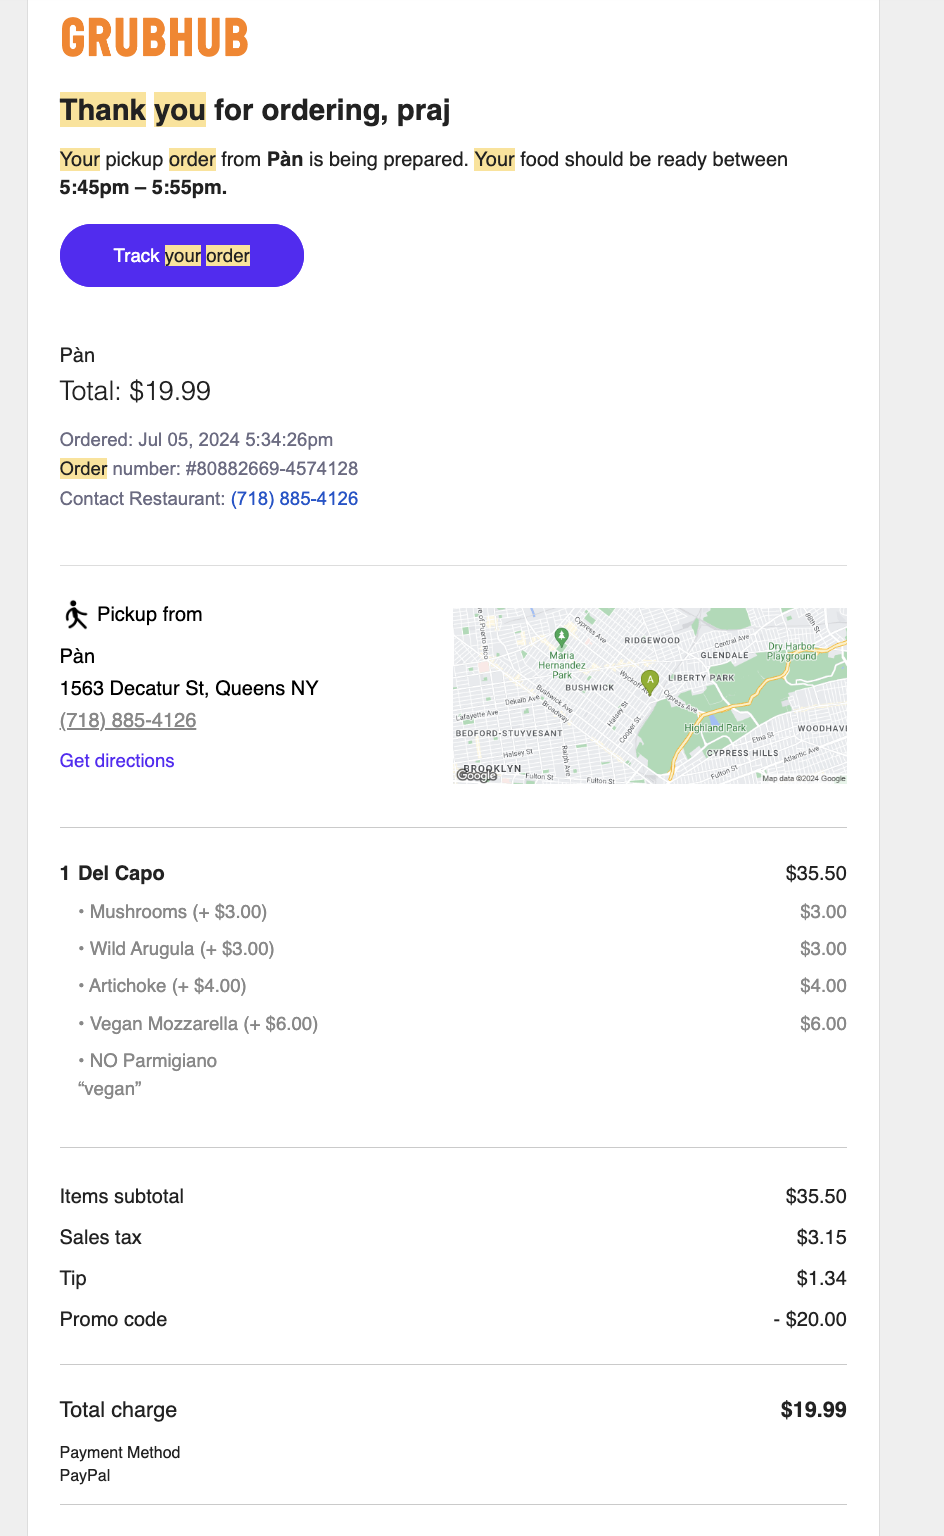 GRUBHUB
Thank you for ordering, praj
Your pickup order from Pàn is being prepared. Your food should be ready between
5:45pm – 5:55pm.
Track your order
Pàn
Total: $19.99
Ordered: Jul 05, 2024 5:34:26pm
Order number: #80882669-4574128
Contact Restaurant: (718) 885-4126
Pickup from
Pàn
1563 Decatur St, Queens NY
(718) 885-4126
Get directions
e of Puerto Rico
Cypress Ave
RIDGEWOOD
Central Ave
88th St
GLENDALE
Dry Harbor
Playground
Maria
Hernandez
Park
Wyckoff Ave
A
LIBERTY PARK
BUSHWICK
Cypress Ave
Bushwick Ave
Dekalb Ave
Broadway
Halsey St
Cooper St
Lafayette Ave
Highland Park
WOODHAV
BEDFORD-STUYVESANT
Etna St
CYPRESS HILLS
Atlantic Ave
Halsey St
Ralph Ave
BROOKLYN
Fulton St
Fulton St
Fulton St
Google
Map data ©2024 Google
1 Del Capo $35.50
• Mushrooms (+ $3.00) $3.00
• Wild Arugula (+ $3.00) $3.00
• Artichoke (+ $4.00) $4.00
• Vegan Mozzarella (+ $6.00) $6.00
• NO Parmigiano
“vegan”
Items subtotal $35.50
Sales tax $3.15
Tip $1.34
Promo code - $20.00
Total charge $19.99
Payment Method
PayPal